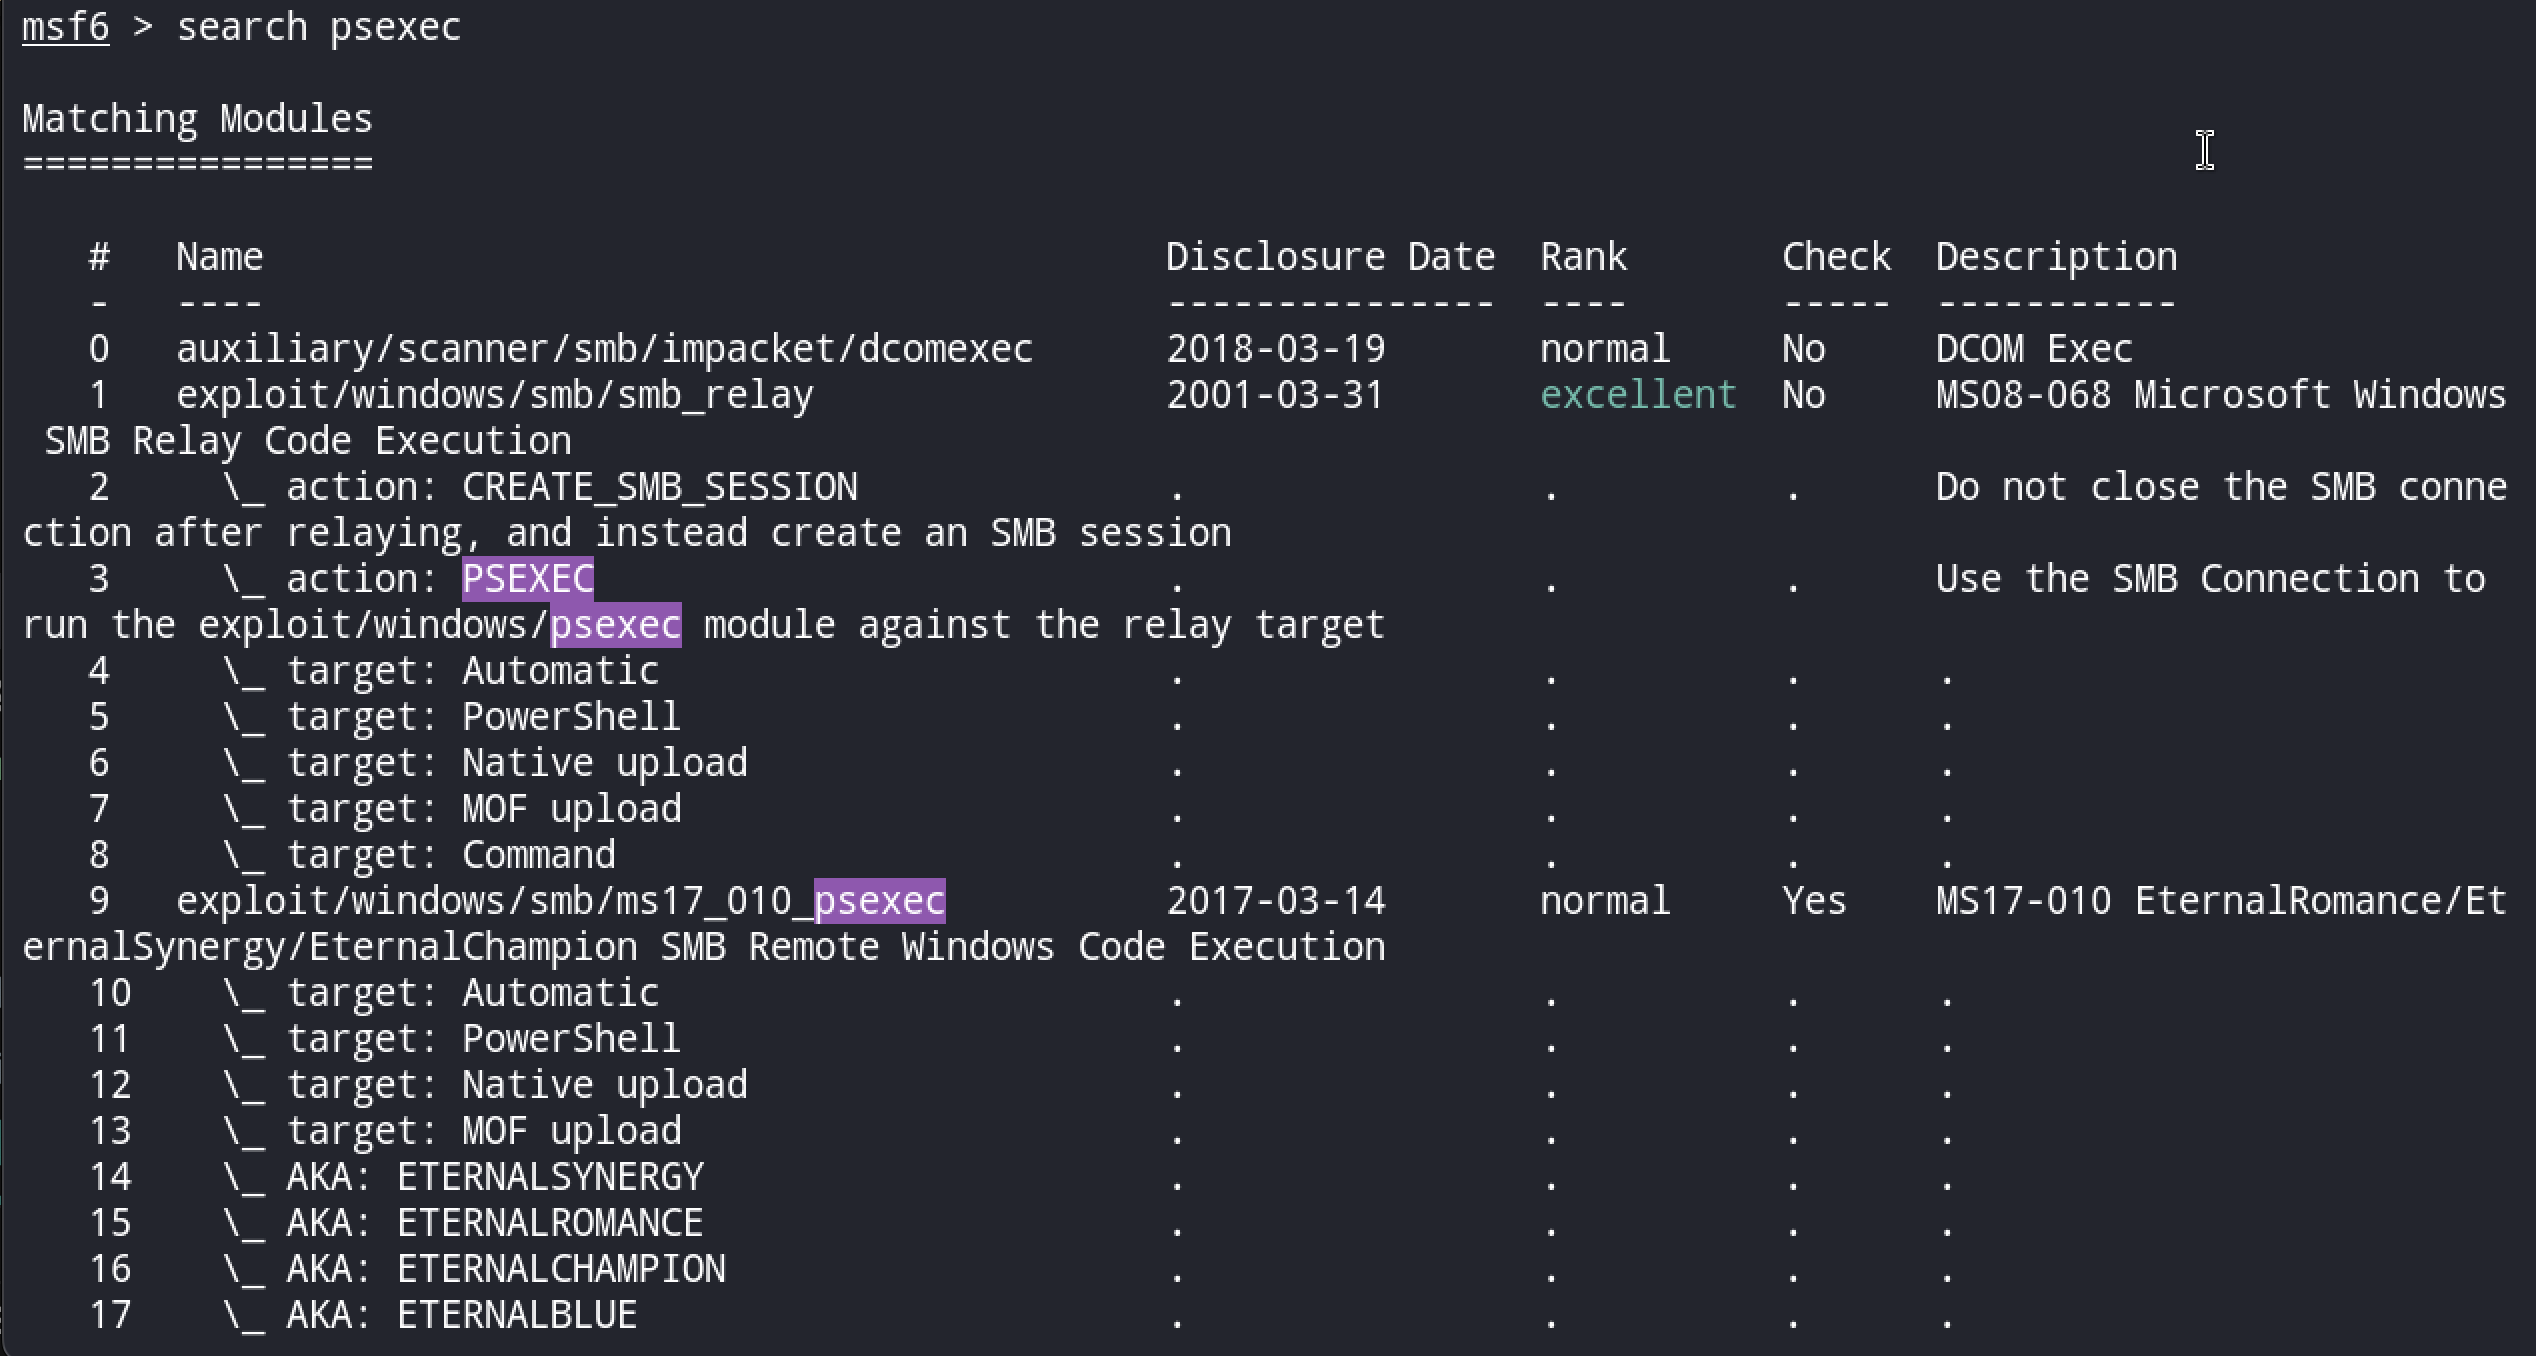 msf6 > search psexec
Matching Modules
================
#   Name                                         Disclosure Date  Rank       Check  Description
-   ----                                         ---------------  ----       -----  -----------
0   auxiliary/scanner/smb/impacket/dcomexec      2018-03-19       normal     No     DCOM Exec
1   exploit/windows/smb/smb_relay                2001-03-31       excellent  No     MS08-068 Microsoft Windows
SMB Relay Code Execution
2     \_ action: CREATE_SMB_SESSION              .                .          .      Do not close the SMB conne
ction after relaying, and instead create an SMB session
3     \_ action: PSEXEC                          .                .          .      Use the SMB Connection to
run the exploit/windows/psexec module against the relay target
4     \_ target: Automatic                       .                .          .      .
5     \_ target: PowerShell                      .                .          .      .
6     \_ target: Native upload                   .                .          .      .
7     \_ target: MOF upload                      .                .          .      .
8     \_ target: Command                         .                .          .      .
9   exploit/windows/smb/ms17_010_psexec          2017-03-14       normal     Yes    MS17-010 EternalRomance/Et
ernalSynergy/EternalChampion SMB Remote Windows Code Execution
10    \_ target: Automatic                       .                .          .      .
11    \_ target: PowerShell                      .                .          .      .
12    \_ target: Native upload                   .                .          .      .
13    \_ target: MOF upload                      .                .          .      .
14    \_ AKA: ETERNALSYNERGY                     .                .          .      .
15    \_ AKA: ETERNALROMANCE                     .                .          .      .
16    \_ AKA: ETERNALCHAMPION                    .                .          .      .
17    \_ AKA: ETERNALBLUE                        .                .          .      .